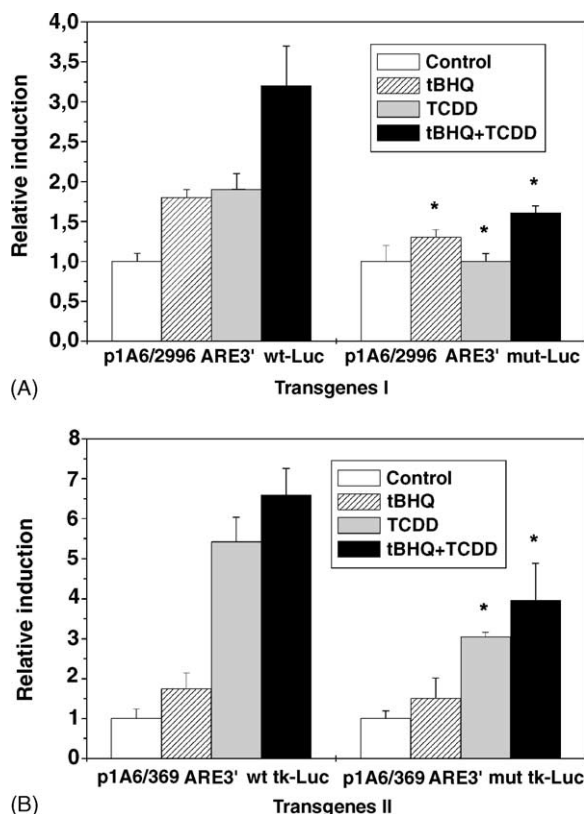 4,0
3,5
3,0
2,5
2,0
1,5
1,0
0,5
0,0
Relative induction
Control
tBHQ
TCDD
tBHQ+TCDD
* * *
p1A6/2996 ARE3' wt-Luc p1A6/2996 ARE3' mut-Luc
(A) Transgenes I
8
7
6
5
4
3
2
1
0
Relative induction
Control
tBHQ
TCDD
tBHQ+TCDD
* *
p1A6/369 ARE3' wt tk-Luc p1A6/369 ARE3' mut tk-Luc
(B) Transgenes II